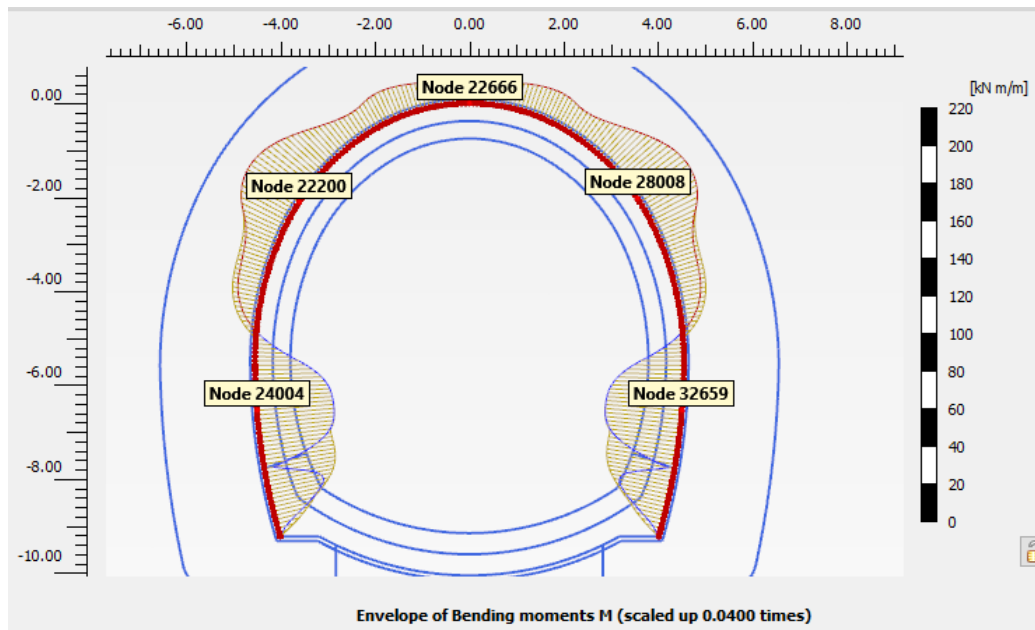 -6.00 -4.00 -2.00 0.00 2.00 4.00 6.00 8.00
[kN m/m]
0.00
-2.00
-4.00
-6.00
-8.00
-10.00
Node 22666
Node 22200
Node 28008
Node 24004
Node 32659
220
200
180
160
140
120
100
80
60
40
20
0
Envelope of Bending moments M (scaled up 0.0400 times)